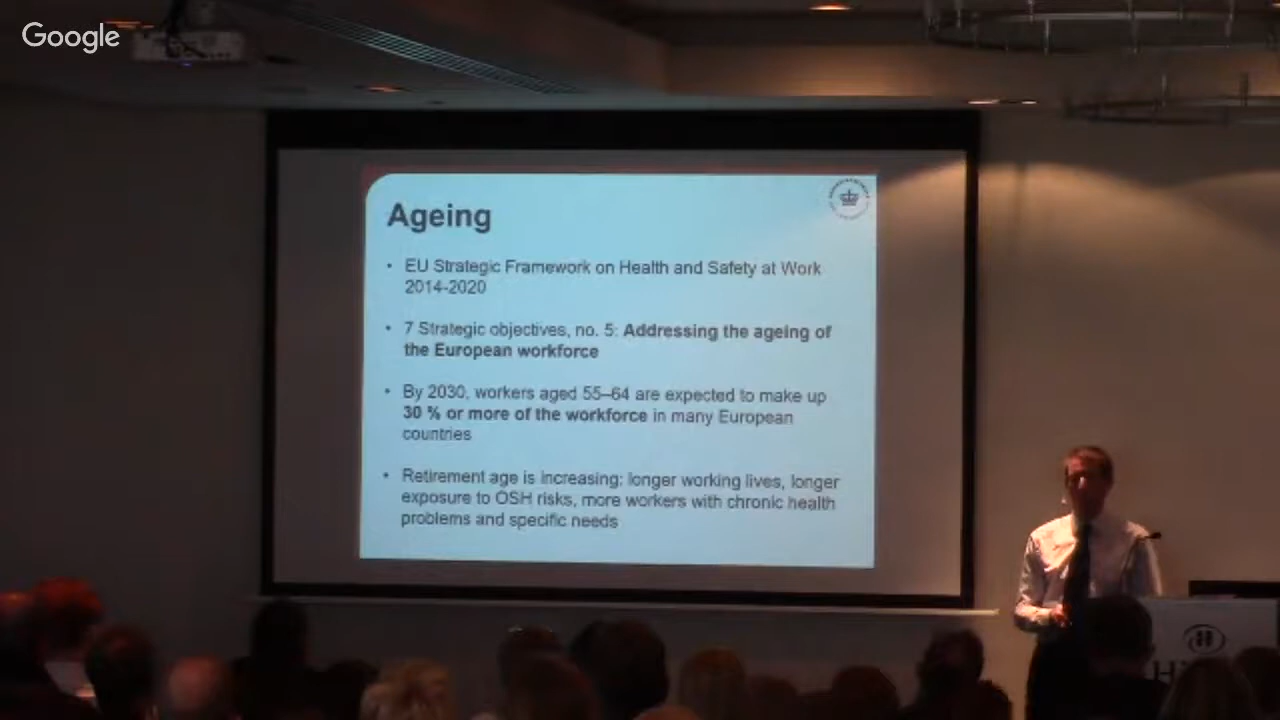 Google
Ageing
• EU Strategic Framework on Health and Safety at Work
2014-2020
• 7 Strategic objectives, no. 5: Addressing the ageing of
the European workforce
• By 2030, workers aged 55–64 are expected to make up
30 % or more of the workforce in many European
countries
• Retirement age is increasing: longer working lives, longer
exposure to OSH risks, more workers with chronic health
problems and specific needs